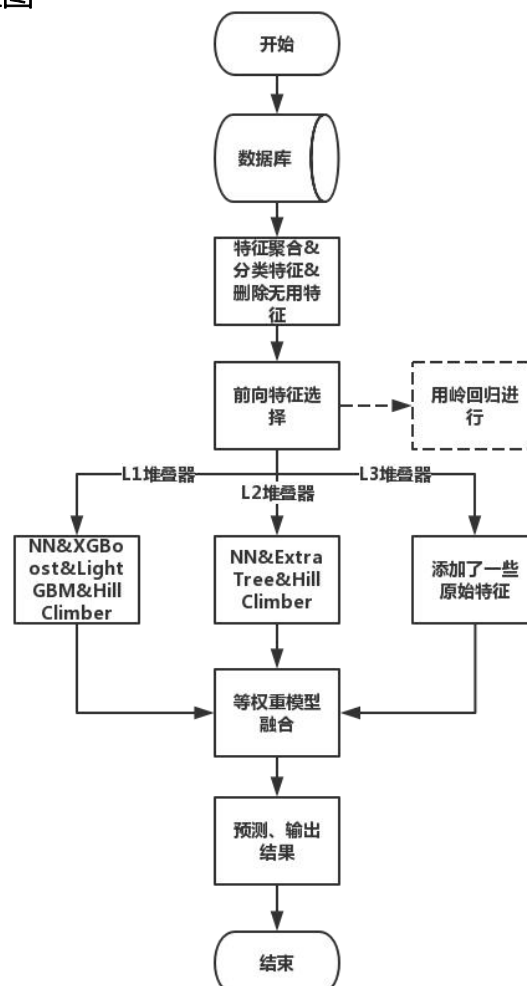 开始
数据库
特征聚合&
分类特征&
删除无用特
征
前向特征选
择
用岭回归进
行
L1堆叠器
L2堆叠器
L3堆叠器
NN&XGBo
ost&Light
GBM&Hill
Climber
NN&Extra
Tree&Hill
Climber
添加了一些
原始特征
等权重模型
融合
预测、输出
结果
结束